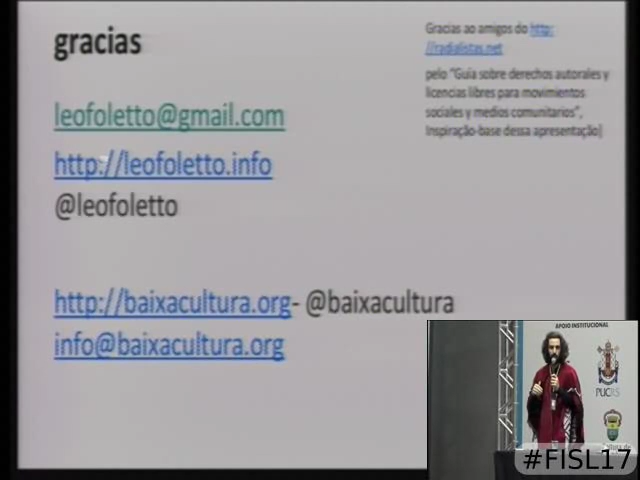 gracias
leofoletto@gmail.com
http://leofoletto.info
@leofoletto
http://baixacultura.org- @baixacultura
info@baixacultura.org
Gracias ao amigos do http:
//radialistas.net
pelo "Guía sobre derechos autorales y
licencias libres para movimientos
sociales y medios comunitarios",
Inspiração-base dessa apresentação
APOIO INSTITUCIONAL
PUCRS
#FISL17